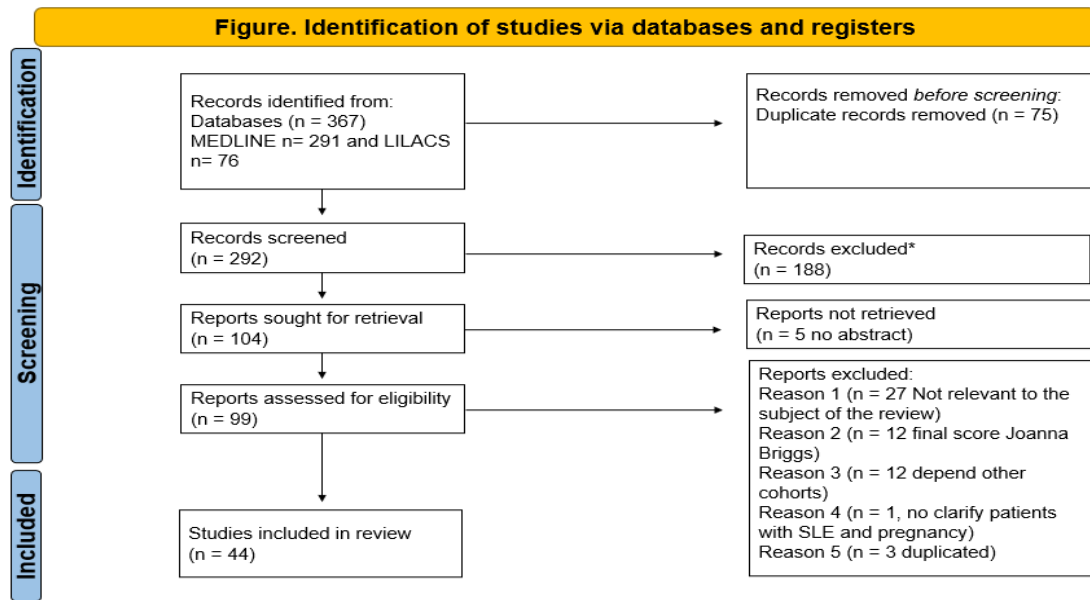 Figure. Identification of studies via databases and registers
Identification
Records identified from:
Databases (n = 367)
MEDLINE n= 291 and LILACS
n= 76
Records removed before screening:
Duplicate records removed (n = 75)
Screening
Records screened
(n = 292)
Records excluded*
(n = 188)
Reports sought for retrieval
(n = 104)
Reports not retrieved
(n = 5 no abstract)
Reports assessed for eligibility
(n = 99)
Reports excluded:
Reason 1 (n = 27 Not relevant to the
subject of the review)
Reason 2 (n = 12 final score Joanna
Briggs)
Reason 3 (n = 12 depend other
cohorts)
Reason 4 (n = 1, no clarify patients
with SLE and pregnancy)
Reason 5 (n = 3 duplicated)
Included
Studies included in review
(n = 44)